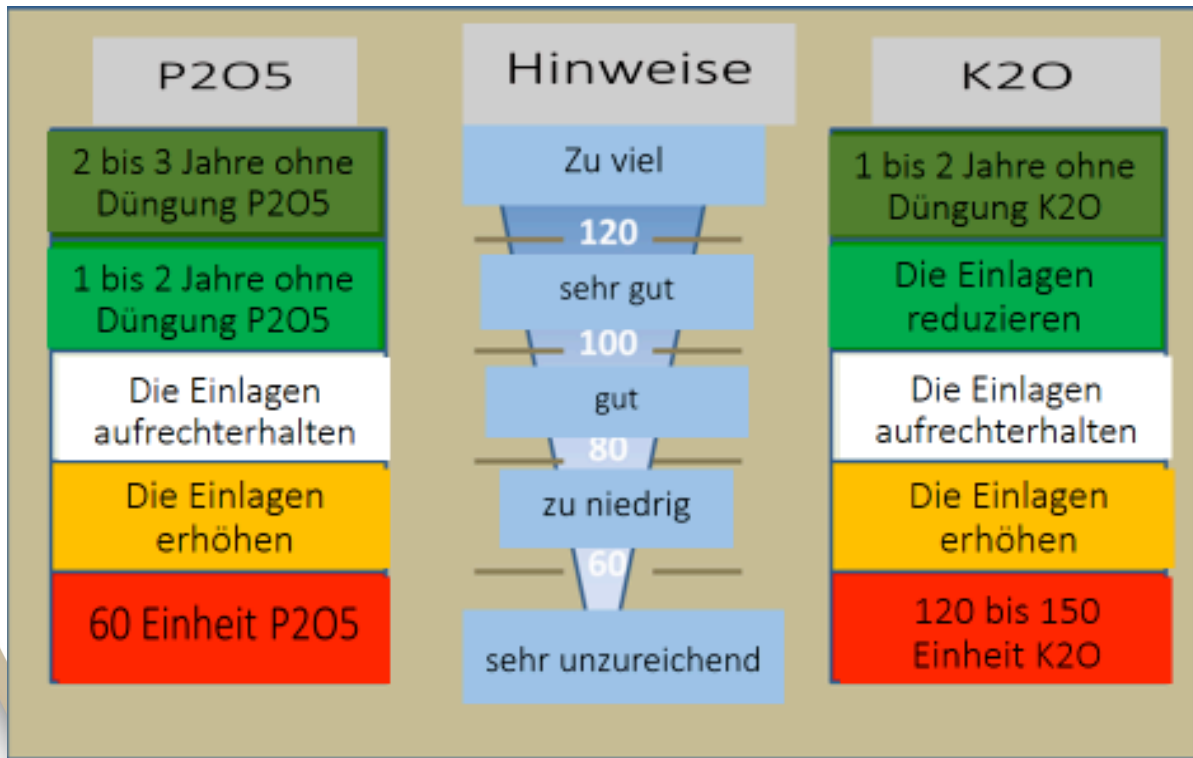 P2O5
2 bis 3 Jahre ohne
Düngung P2O5
1 bis 2 Jahre ohne
Düngung P2O5
Die Einlagen
aufrechterhalten
Die Einlagen
erhöhen
60 Einheit P2O5
Hinweise
Zu viel
120
sehr gut
100
gut
80
zu niedrig
60
sehr unzureichend
K2O
1 bis 2 Jahre ohne
Düngung K2O
Die Einlagen
reduzieren
Die Einlagen
aufrechterhalten
Die Einlagen
erhöhen
120 bis 150
Einheit K2O